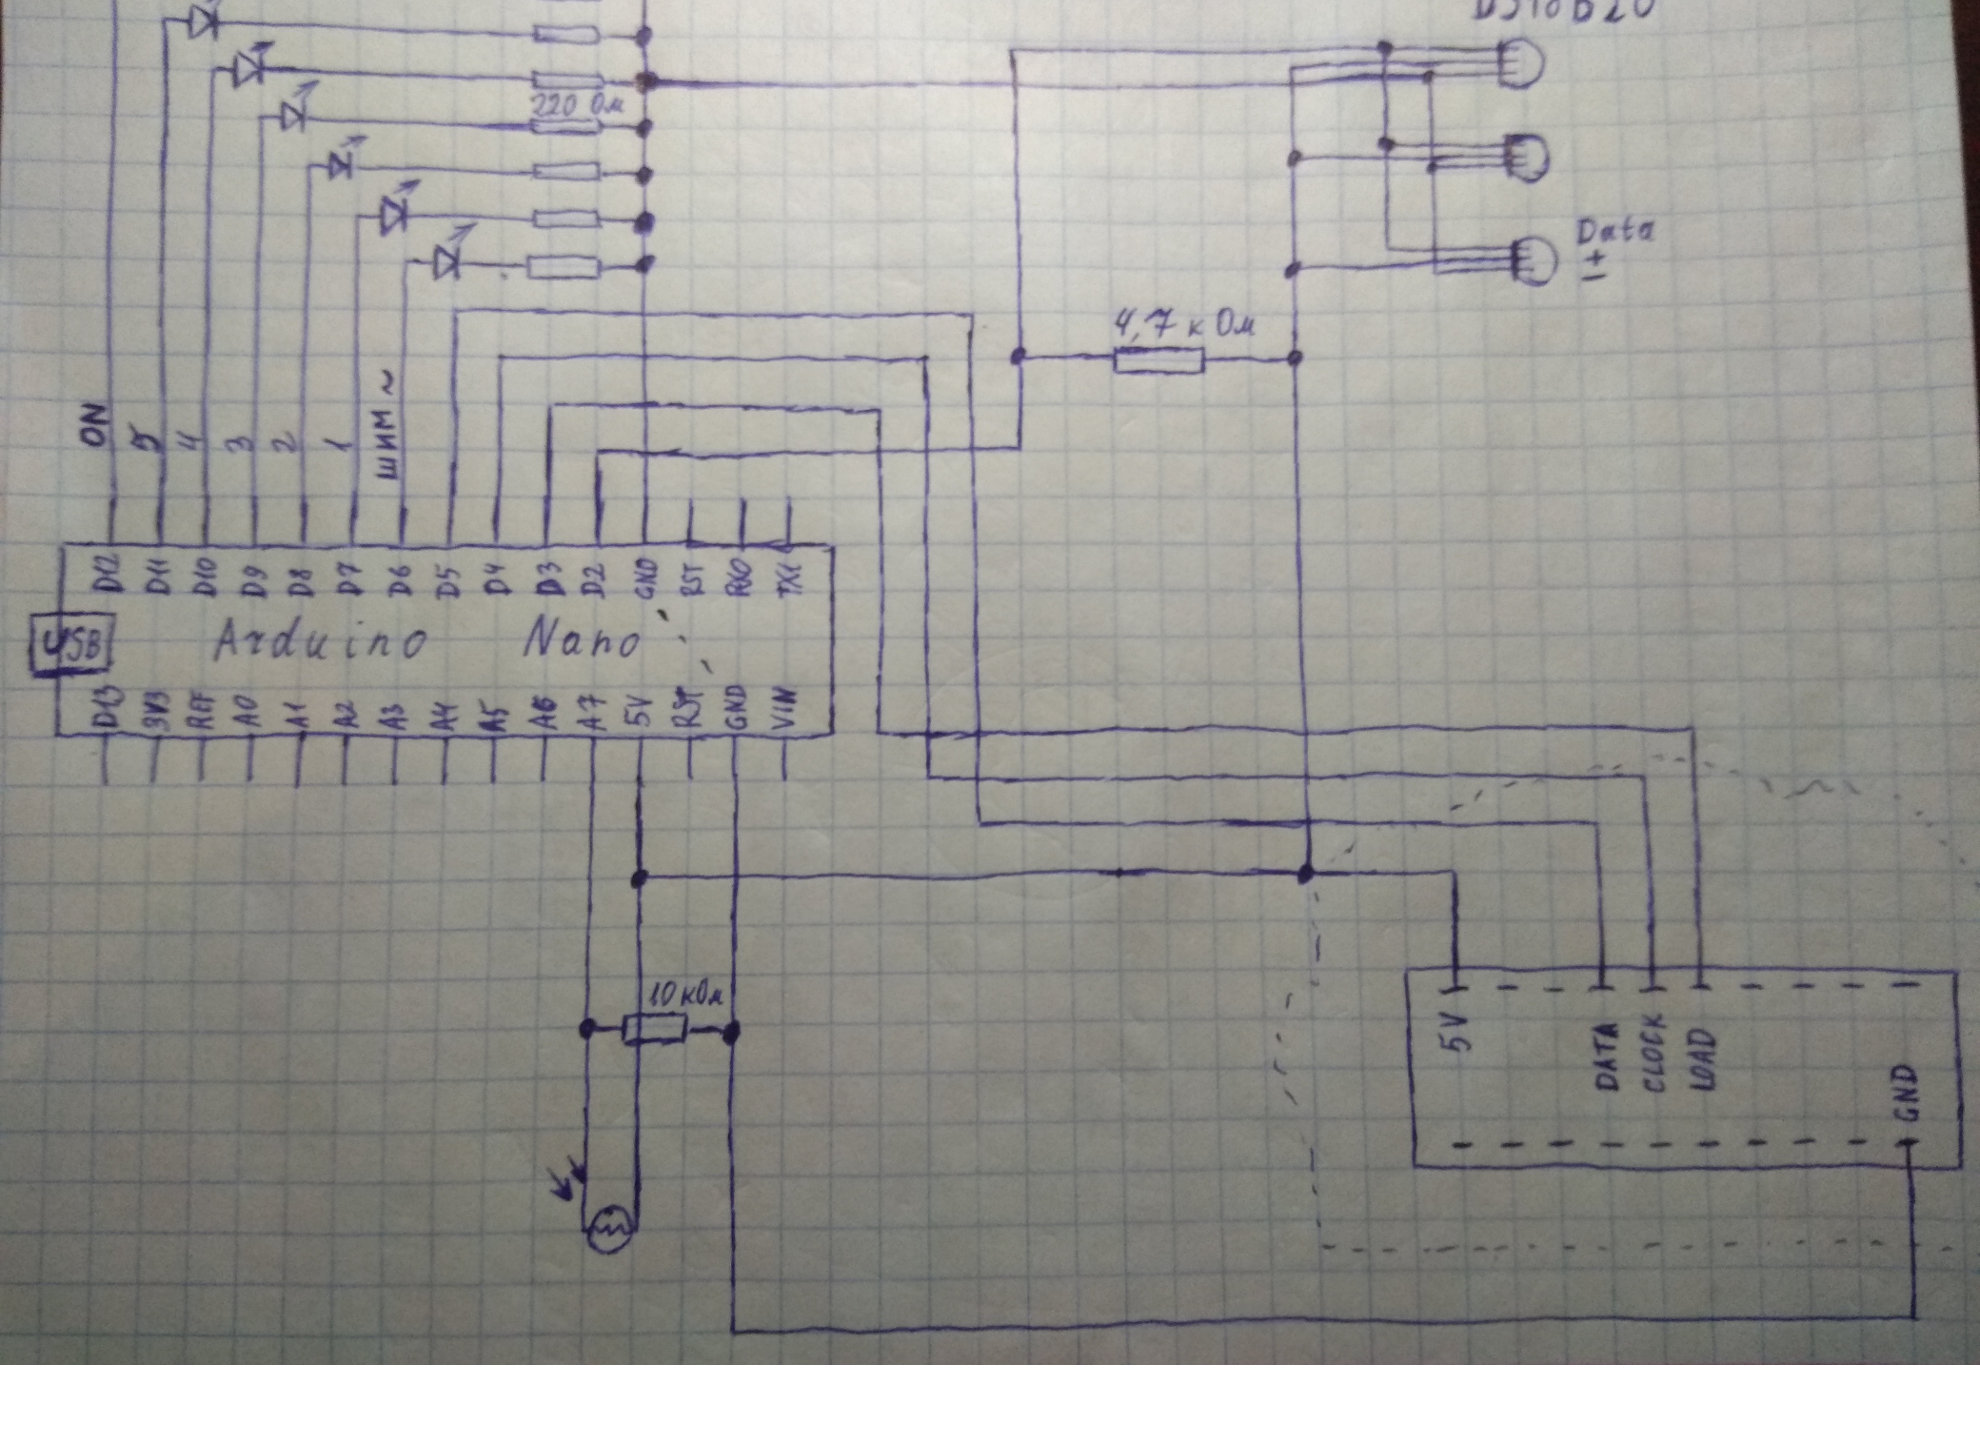 DS18B20
220 Ом
Data
+
−
4,7 кОм
ON
5
4
3
2
1
ШИМ ~
D12
D11
D10
D9
D8
D7
D6
D5
D4
D3
D2
GND
RST
RX0
TX1
USB
Arduino Nano
D13
3V3
REF
A0
A1
A2
A3
A4
A5
A6
A7
5V
RST
GND
VIN
10 кОм
5V
DATA
CLOCK
LOAD
GND